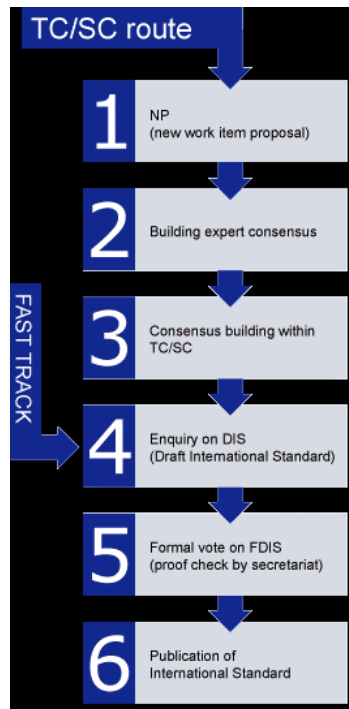 TC/SC route
1
NP
(new work item proposal)
2
Building expert consensus
3
Consensus building within
TC/SC
FAST TRACK
4
Enquiry on DIS
(Draft International Standard)
5
Formal vote on FDIS
(proof check by secretariat)
6
Publication of
International Standard